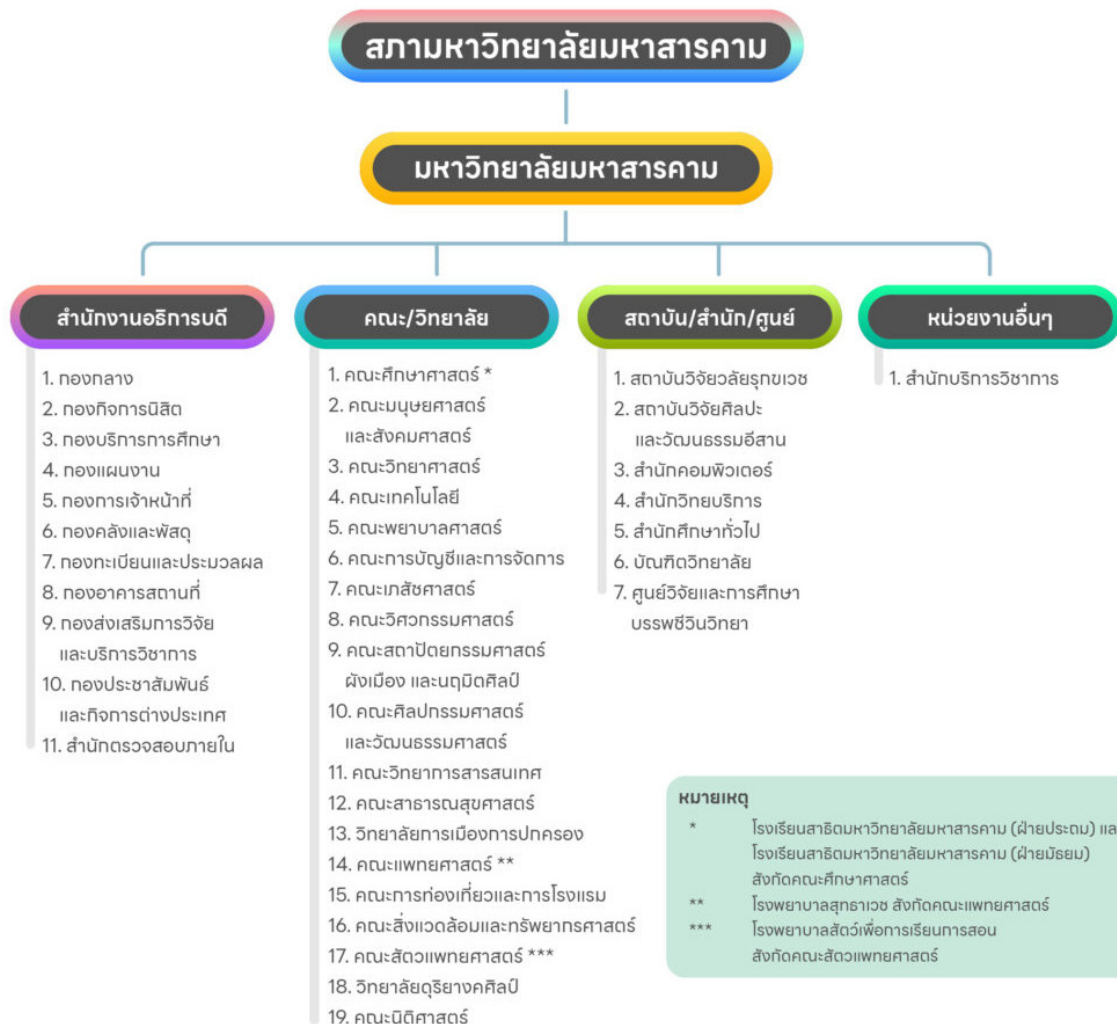 สภามหาวิทยาลัยมหาสารคาม
มหาวิทยาลัยมหาสารคาม
สำนักงานอธิการบดี
1. กองกลาง
2. กองกิจการนิสิต
3. กองบริการการศึกษา
4. กองแผนงาน
5. กองการเจ้าหน้าที่
6. กองคลังและพัสดุ
7. กองทะเบียนและประมวลผล
8. กองอาคารสถานที่
9. กองส่งเสริมการวิจัย
และบริการวิชาการ
10. กองประชาสัมพันธ์
และกิจการต่างประเทศ
11. สำนักตรวจสอบภายใน
คณะ/วิทยาลัย
1. คณะศึกษาศาสตร์ *
2. คณะมนุษยศาสตร์
และสังคมศาสตร์
3. คณะวิทยาศาสตร์
4. คณะเทคโนโลยี
5. คณะพยาบาลศาสตร์
6. คณะการบัญชีและการจัดการ
7. คณะเภสัชศาสตร์
8. คณะวิศวกรรมศาสตร์
9. คณะสถาปัตยกรรมศาสตร์
ผังเมือง และนฤมิตศิลป์
10. คณะศิลปกรรมศาสตร์
และวัฒนธรรมศาสตร์
11. คณะวิทยาการสารสนเทศ
12. คณะสาธารณสุขศาสตร์
13. วิทยาลัยการเมืองการปกครอง
14. คณะแพทยศาสตร์ **
15. คณะการท่องเที่ยวและการโรงแรม
16. คณะสิ่งแวดล้อมและทรัพยากรศาสตร์
17. คณะสัตวแพทยศาสตร์ ***
18. วิทยาลัยดุริยางคศิลป์
19. คณะนิติศาสตร์
สถาบัน/สำนัก/ศูนย์
1. สถาบันวิจัยวลัยรุกขเวช
2. สถาบันวิจัยศิลปะ
และวัฒนธรรมอีสาน
3. สำนักคอมพิวเตอร์
4. สำนักวิทยบริการ
5. สำนักศึกษาทั่วไป
6. บัณฑิตวิทยาลัย
7. ศูนย์วิจัยและการศึกษา
บรรพชีวินวิทยา
หน่วยงานอื่นๆ
1. สำนักบริการวิชาการ
หมายเหตุ
* โรงเรียนสาธิตมหาวิทยาลัยมหาสารคาม (ฝ่ายประถม)
โรงเรียนสาธิตมหาวิทยาลัยมหาสารคาม (ฝ่ายมัธยม)
สังกัดคณะศึกษาศาสตร์
** โรงพยาบาลสุทธาเวช สังกัดคณะแพทยศาสตร์
*** โรงพยาบาลสัตว์เพื่อการเรียนการสอน
สังกัดคณะสัตวแพทยศาสตร์